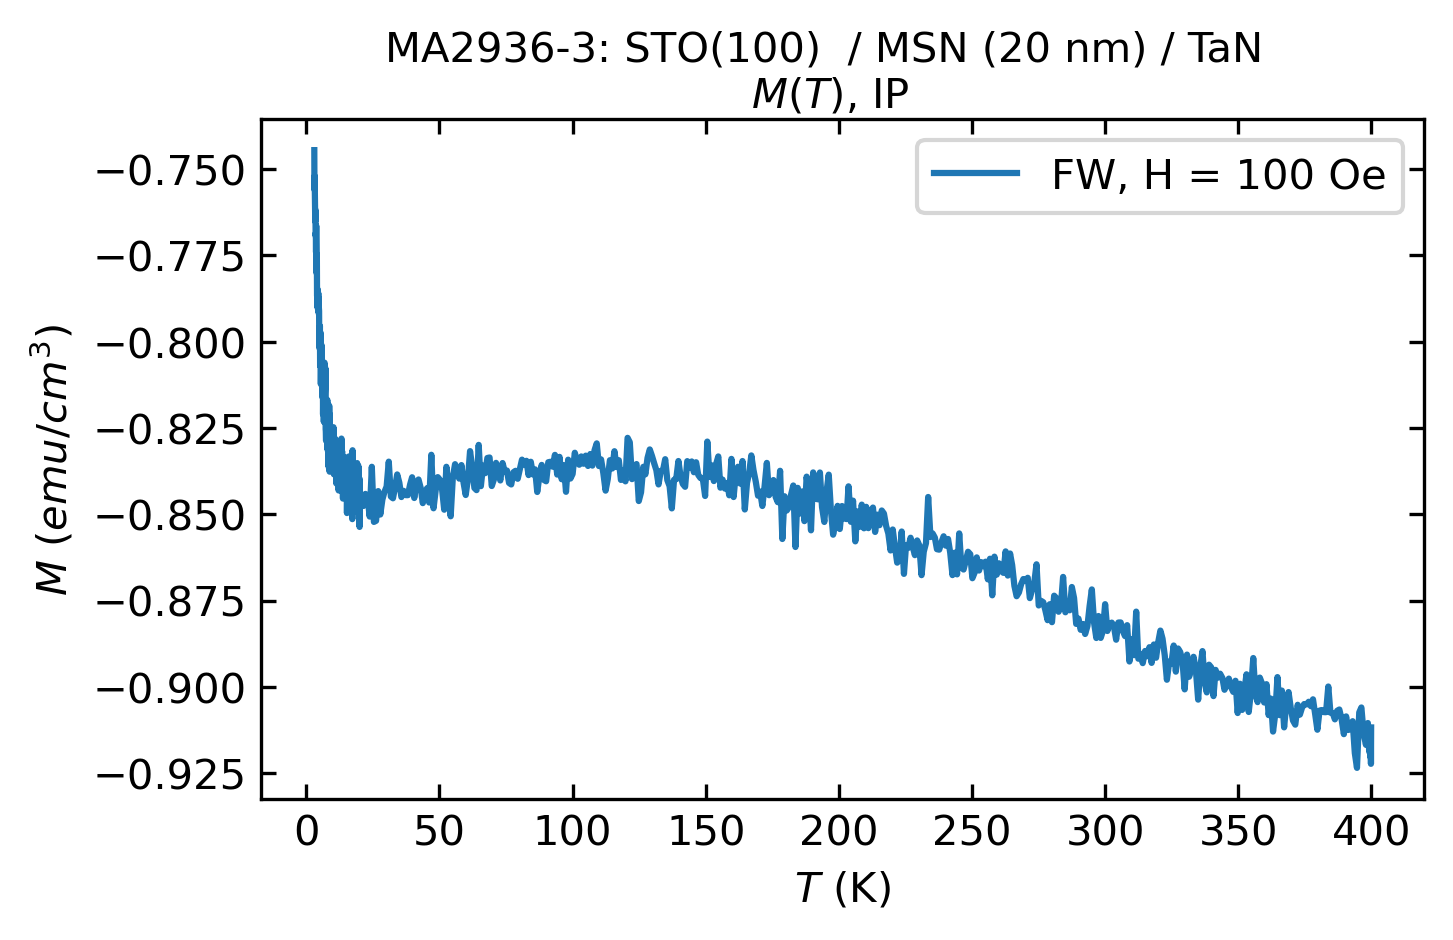 MA2936-3: STO(100)  / MSN (20 nm) / TaN
M(T), IP
FW, H = 100 Oe
−0.750
−0.775
−0.800
−0.825
−0.850
−0.875
−0.900
−0.925
M (emu/cm³)
0 50 100 150 200 250 300 350 400
T (K)